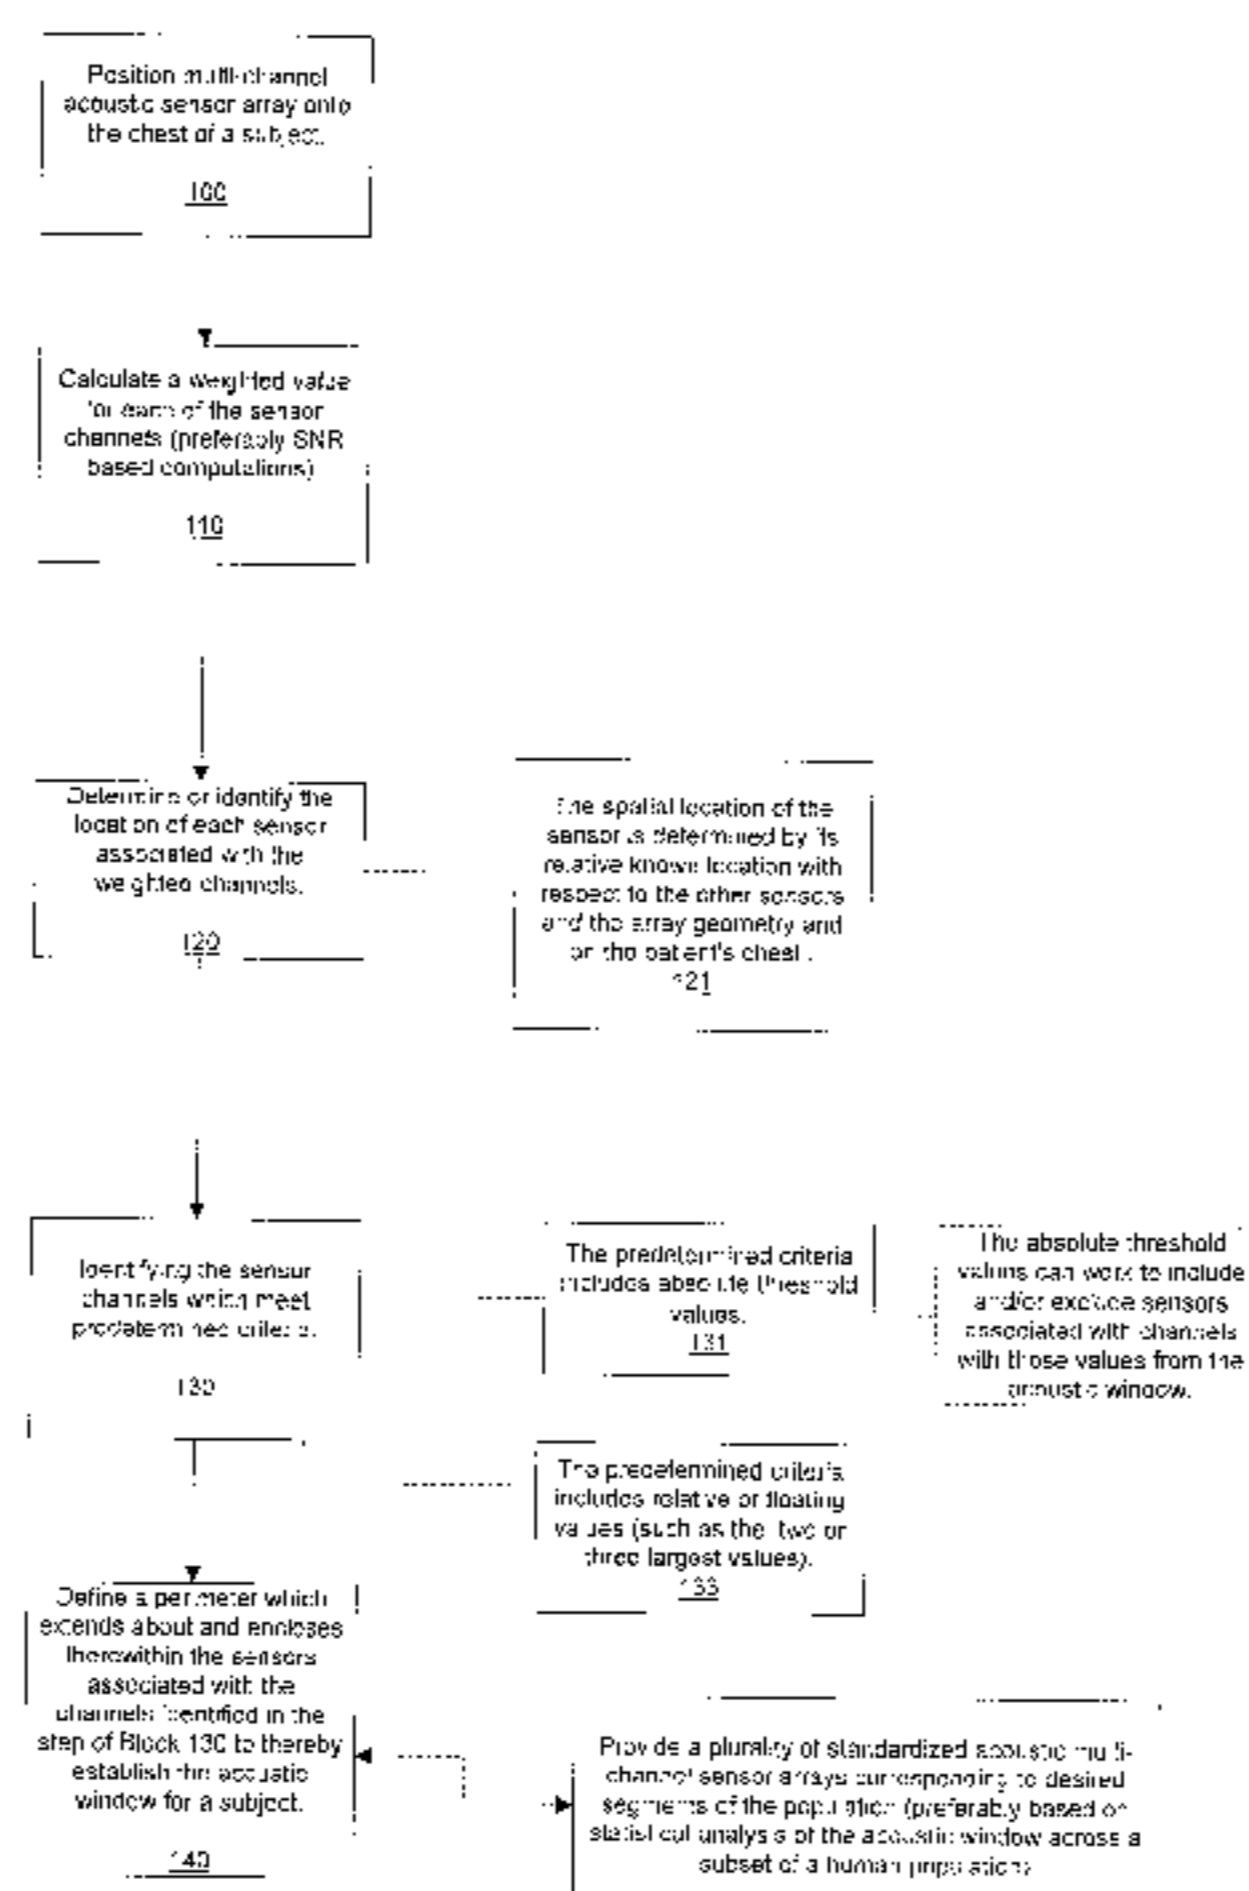 Position multi-channel
acoustic sensor array onto
the chest of a subject.
100
Calculate a weighted value
for each of the sensor
channels (preferably SNR
based computations)
110
Determine or identify the
location of each sensor
associated with the
weighted channels.
120
The spatial location of the
sensor is determined by its
relative known location with
respect to the other sensors
and the array geometry and
on the patient's chest.
121
Identifying the sensor
channels which meet
predetermined criteria.
130
The predetermined criteria
includes absolute threshold
values.
131
The absolute threshold
values can work to include
and/or exclude sensors
associated with channels
with those values from the
acoustic window.
The predetermined criteria
includes relative or floating
values (such as the two or
three largest values).
133
Define a perimeter which
extends about and encloses
therewithin the sensors
associated with the
channels identified in the
step of Block 130 to thereby
establish the acoustic
window for a subject.
140
Provide a plurality of standardized acoustic multi-
channel sensor arrays corresponding to desired
segments of the population (preferably based on
statistical analysis of the acoustic window across a
subset of a human population)